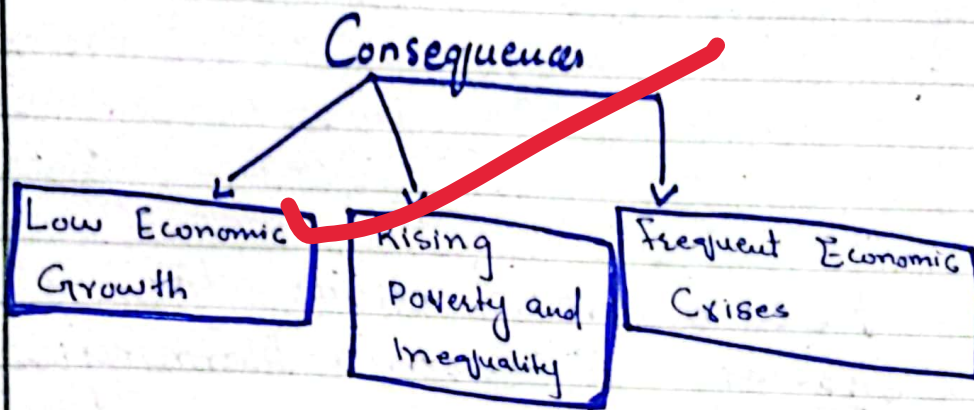 Consequences
Low Economic
Growth
Rising
Poverty and
Inequality
Frequent Economic
Crises